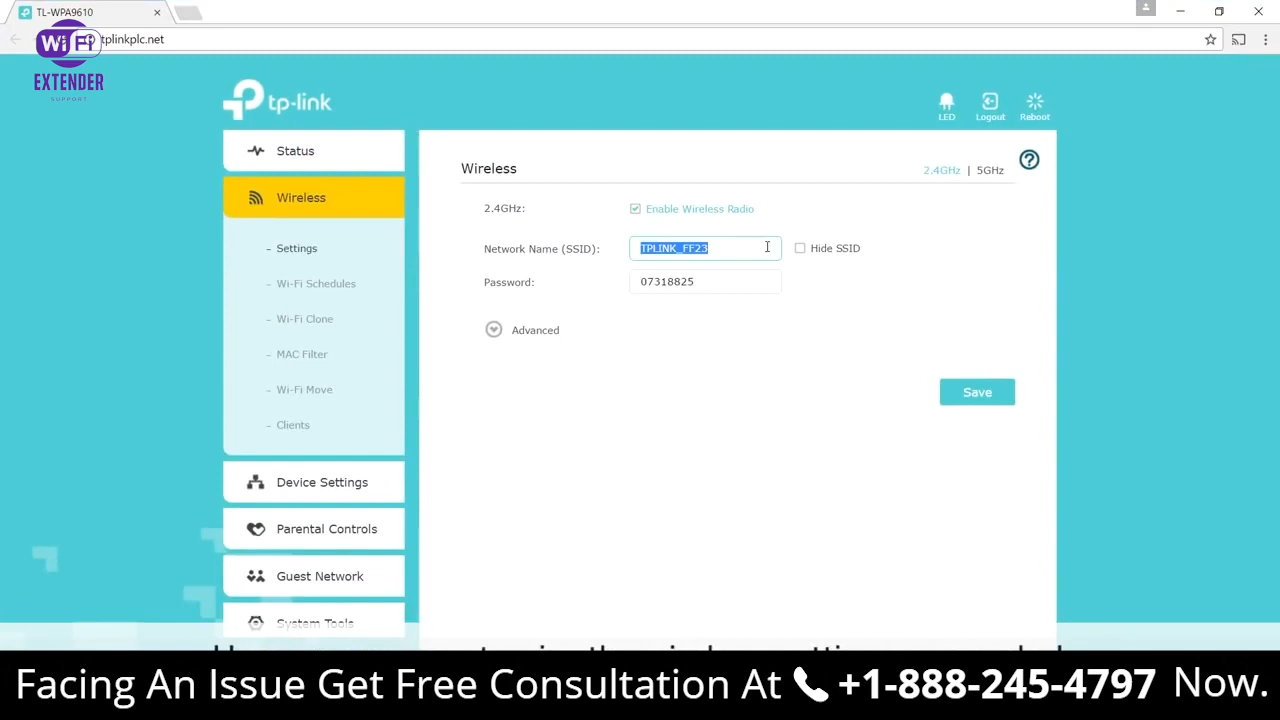 TL-WPA9610
tplinkplc.net
WiFi
EXTENDER
SUPPORT
tp-link
LED
Logout
Reboot
Status
Wireless
- Settings
- Wi-Fi Schedules
- Wi-Fi Clone
- MAC Filter
- Wi-Fi Move
- Clients
Device Settings
Parental Controls
Guest Network
System Tools
Wireless
2.4GHz | 5GHz
2.4GHz:
Enable Wireless Radio
Network Name (SSID):
TPLINK_FF23
Hide SSID
Password:
07318825
Advanced
Save
Facing An Issue Get Free Consultation At +1-888-245-4797 Now.